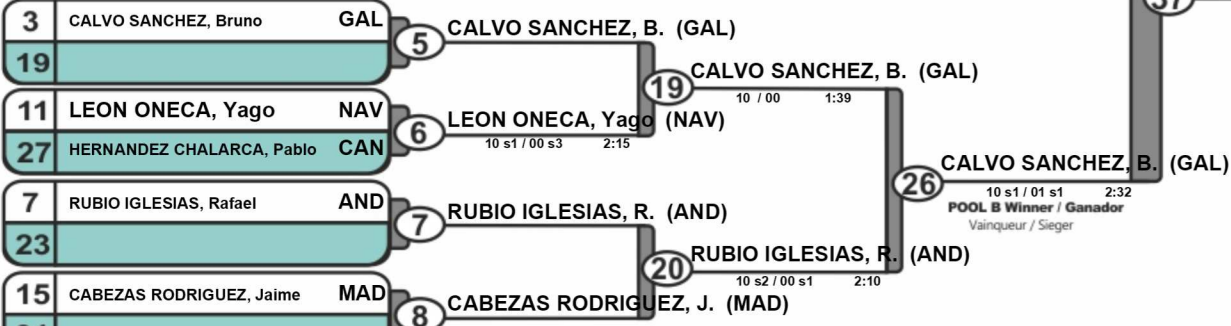 3 CALVO SANCHEZ, Bruno GAL
19
5 CALVO SANCHEZ, B. (GAL)
11 LEON ONECA, Yago NAV
27 HERNANDEZ CHALARCA, Pablo CAN
6 LEON ONECA, Yago (NAV)
10 s1 / 00 s3 2:15
19 CALVO SANCHEZ, B. (GAL)
10 / 00 1:39
7 RUBIO IGLESIAS, Rafael AND
23
7 RUBIO IGLESIAS, R. (AND)
15 CABEZAS RODRIGUEZ, Jaime MAD
8 CABEZAS RODRIGUEZ, J. (MAD)
20 RUBIO IGLESIAS, R. (AND)
10 s2 / 00 s1 2:10
26 CALVO SANCHEZ, B. (GAL)
10 s1 / 01 s1 2:32
POOL B Winner / Ganador
Vainqueur / Sieger
37